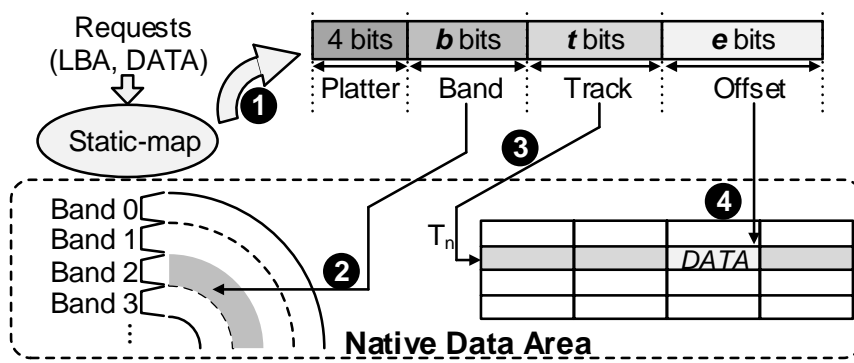 Requests
(LBA, DATA)
Static-map
1
4 bits
b bits
t bits
e bits
Platter
Band
Track
Offset
3
4
Band 0
Band 1
Band 2
Band 3
⋮
2
Tn
DATA
Native Data Area